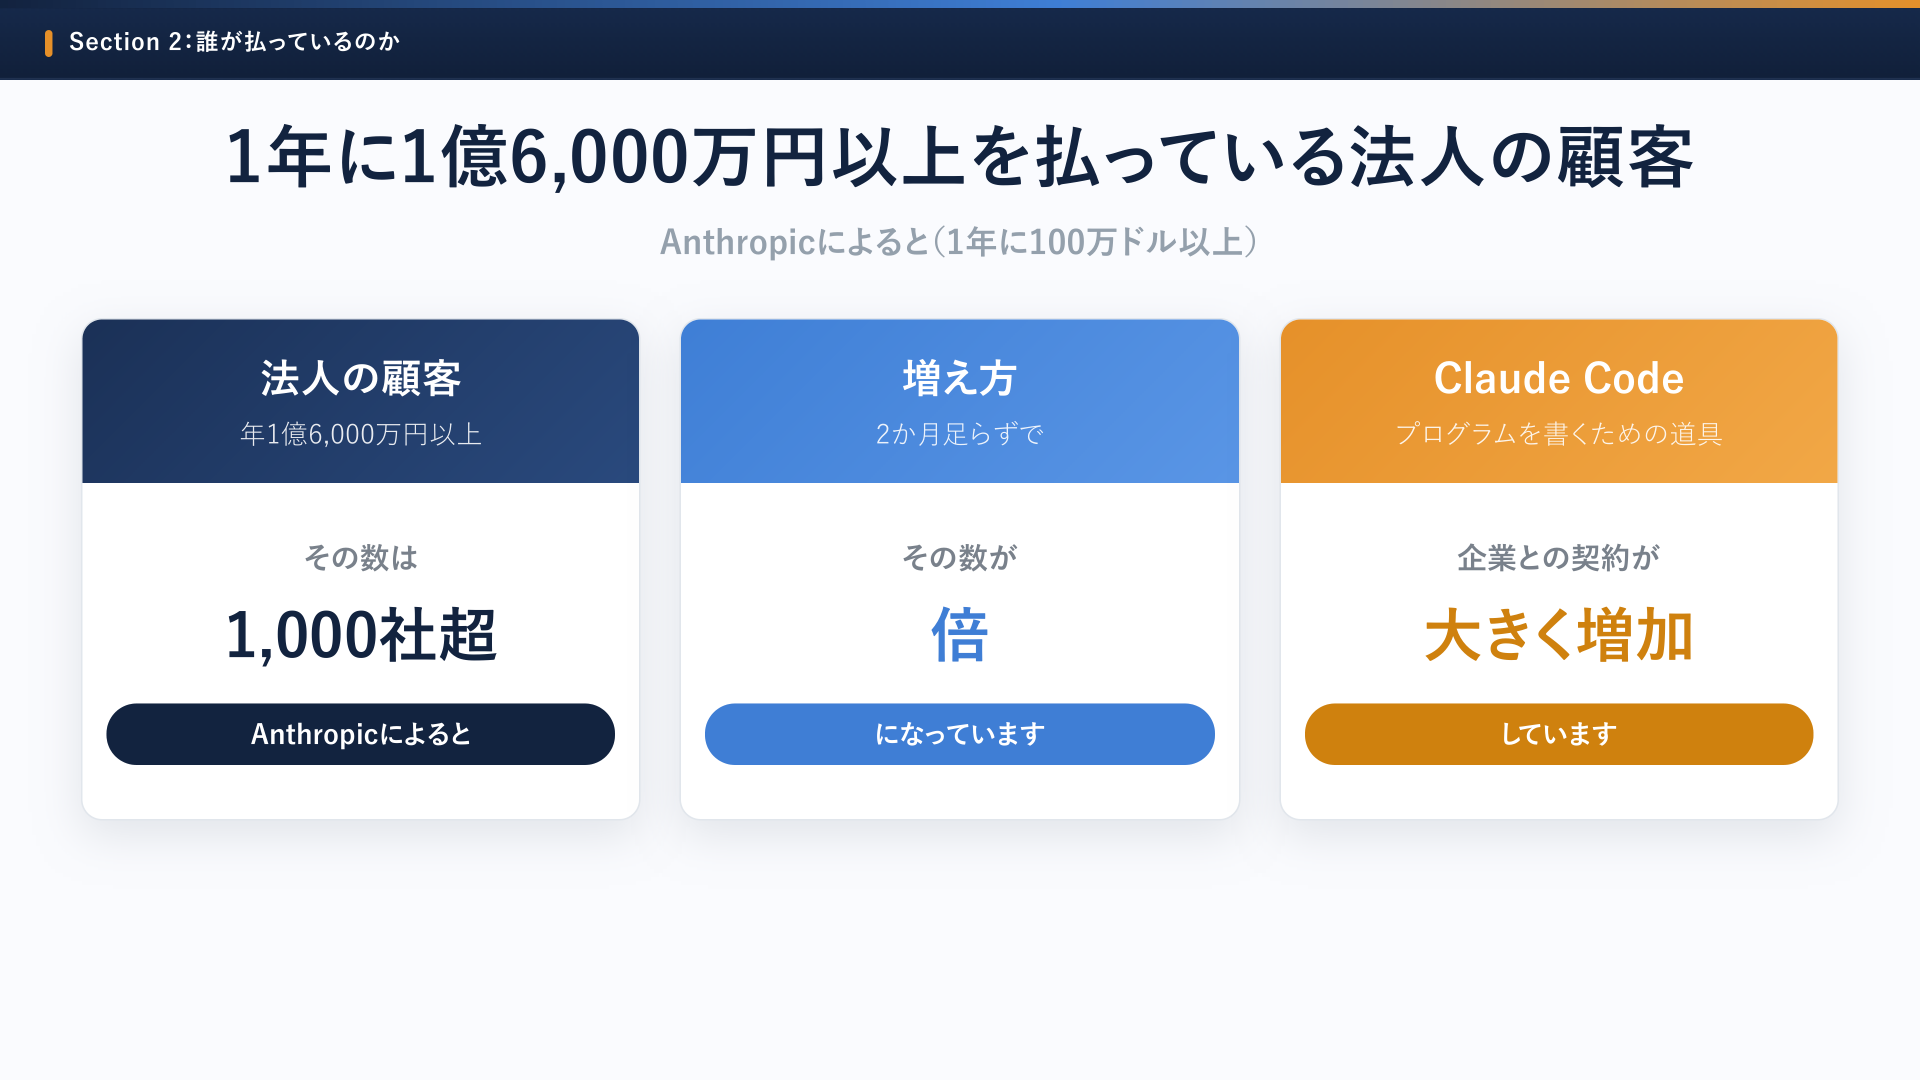 Section 2：誰が払っているのか
1年に1億6,000万円以上を払っている法人の顧客
Anthropicによると（1年に100万ドル以上）
法人の顧客
年1億6,000万円以上
その数は
1,000社超
Anthropicによると
増え方
2か月足らずで
その数が
倍
になっています
Claude Code
プログラムを書くための道具
企業との契約が
大きく増加
しています